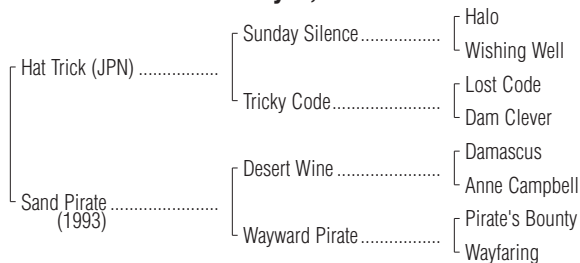 Halo
Sunday Silence..................
Wishing Well
Hat Trick (JPN) ..................
Lost Code
Tricky Code........................
Dam Clever
Damascus
Desert Wine .......................
Anne Campbell
Sand Pirate ........................
(1993)
Pirate's Bounty
Wayward Pirate..................
Wayfaring